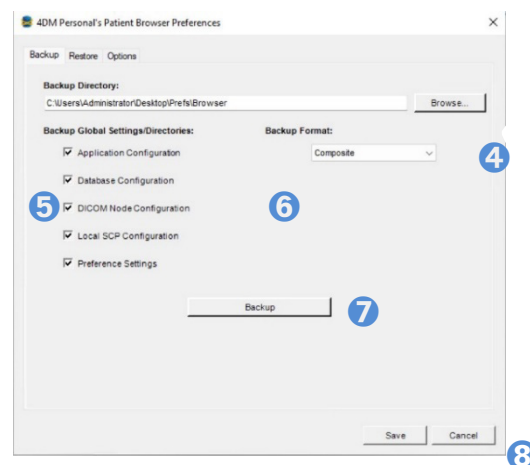 4DM Personal's Patient Browser Preferences
Backup Restore Options
Backup Directory:
C:\Users\Administrator\Desktop\Prefs\Browser Browse...
Backup Global Settings/Directories: Backup Format:
Application Configuration Composite 4
Database Configuration
5 DICOM Node Configuration 6
Local SCP Configuration
Preference Settings
Backup 7
Save Cancel
8